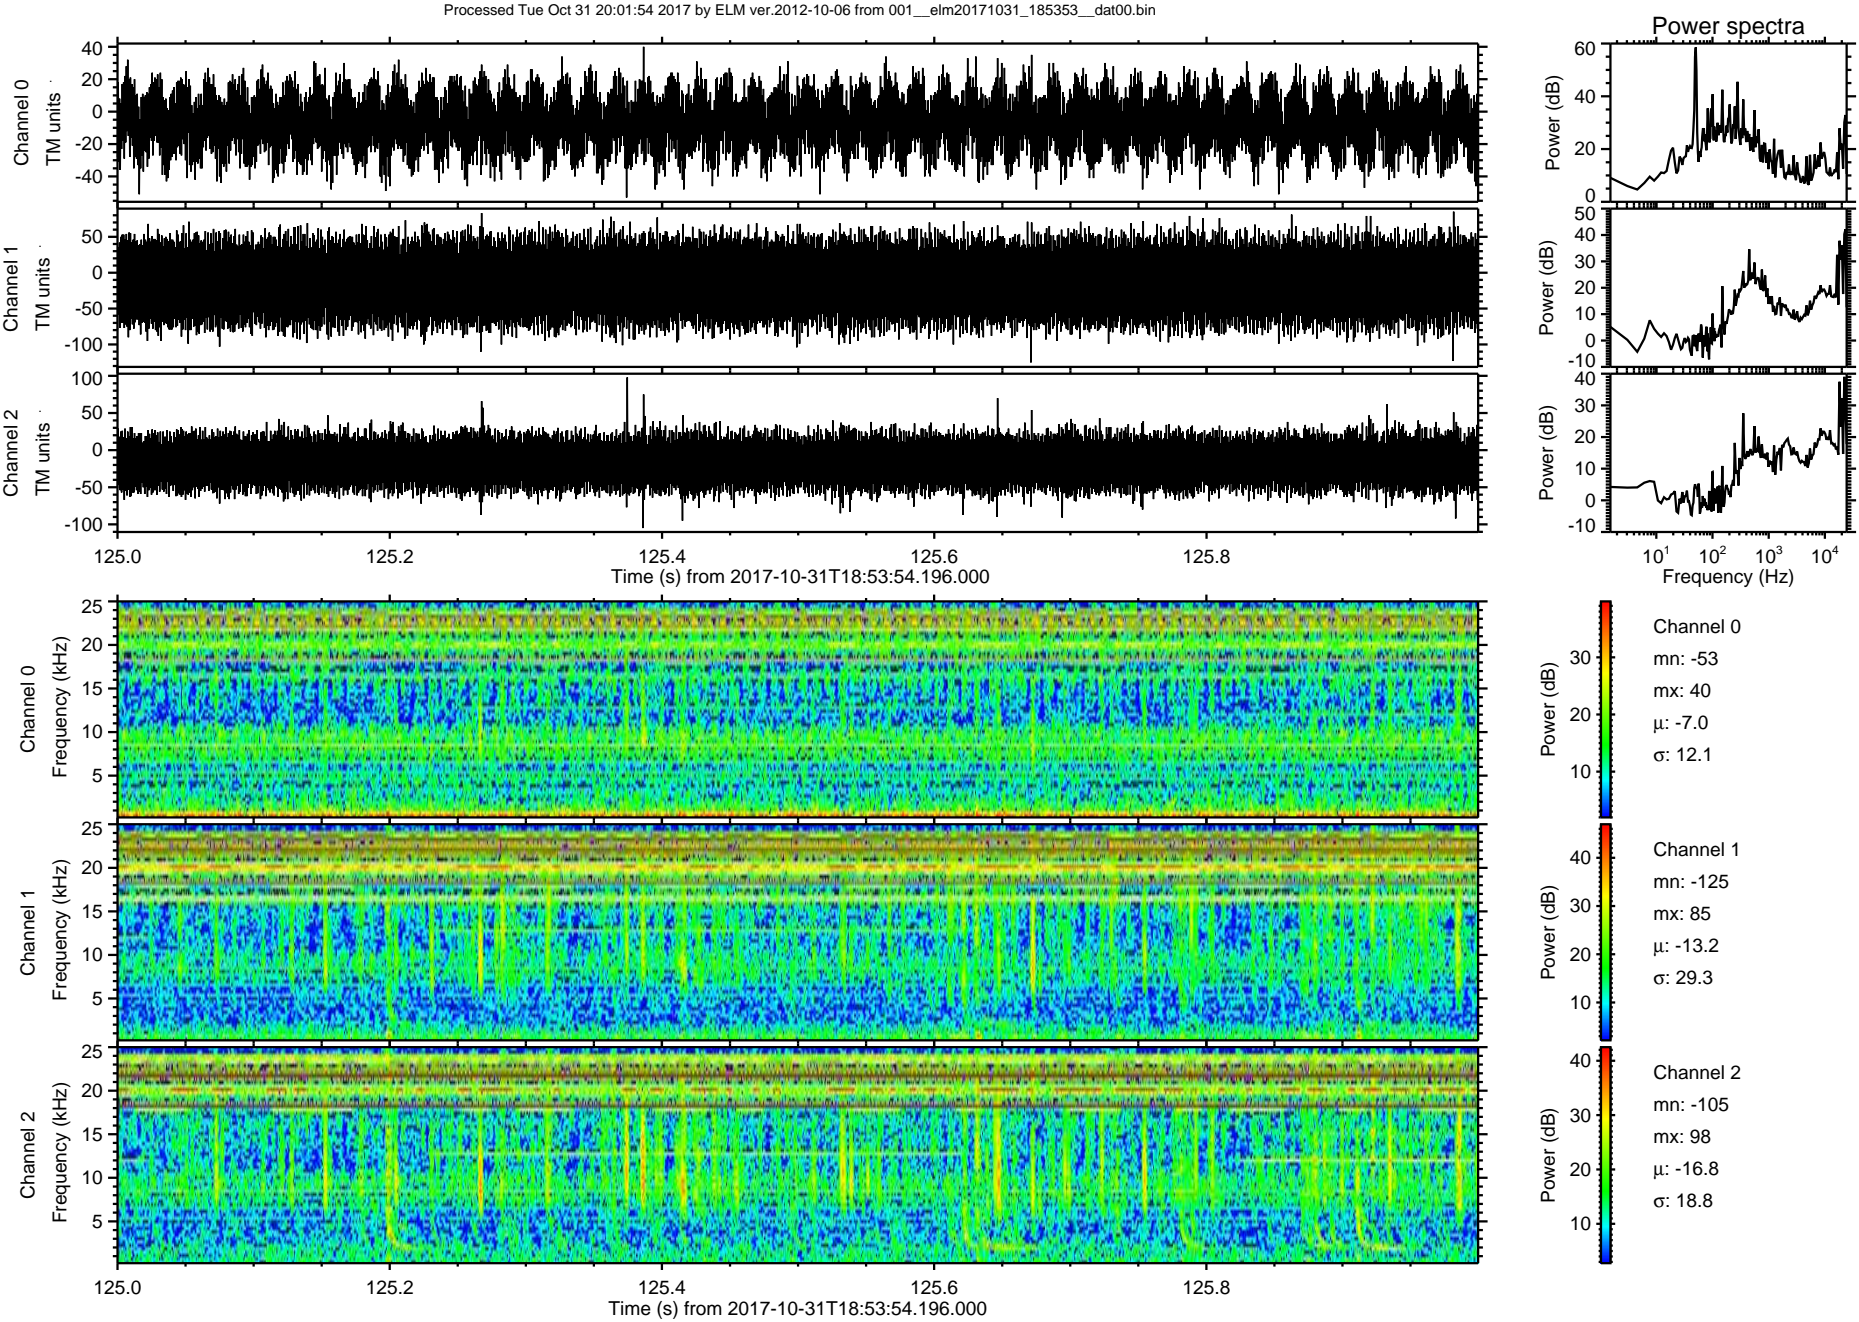 Processed Tue Oct 31 20:01:54 2017 by ELM ver.2012-10-06 from 001__elm20171031_185353__dat00.bin
Power spectra
Channel 0
TM units
40
20
0
-20
-40
Power (dB)
60
40
20
0
Channel 1
TM units
50
0
-50
-100
Power (dB)
50
40
30
20
10
0
-10
Channel 2
TM units
100
50
0
-50
-100
Power (dB)
40
30
20
10
0
-10
125.0 125.2 125.4 125.6 125.8
Time (s) from 2017-10-31T18:53:54.196.000
10^1 10^2 10^3 10^4
Frequency (Hz)
Channel 0
Frequency (kHz)
25
20
15
10
5
Power (dB)
30
20
10
Channel 0
mn: -53
mx: 40
μ: -7.0
σ: 12.1
Channel 1
Frequency (kHz)
25
20
15
10
5
Power (dB)
40
30
20
10
Channel 1
mn: -125
mx: 85
μ: -13.2
σ: 29.3
Channel 2
Frequency (kHz)
25
20
15
10
5
Power (dB)
40
30
20
10
Channel 2
mn: -105
mx: 98
μ: -16.8
σ: 18.8
125.0 125.2 125.4 125.6 125.8
Time (s) from 2017-10-31T18:53:54.196.000